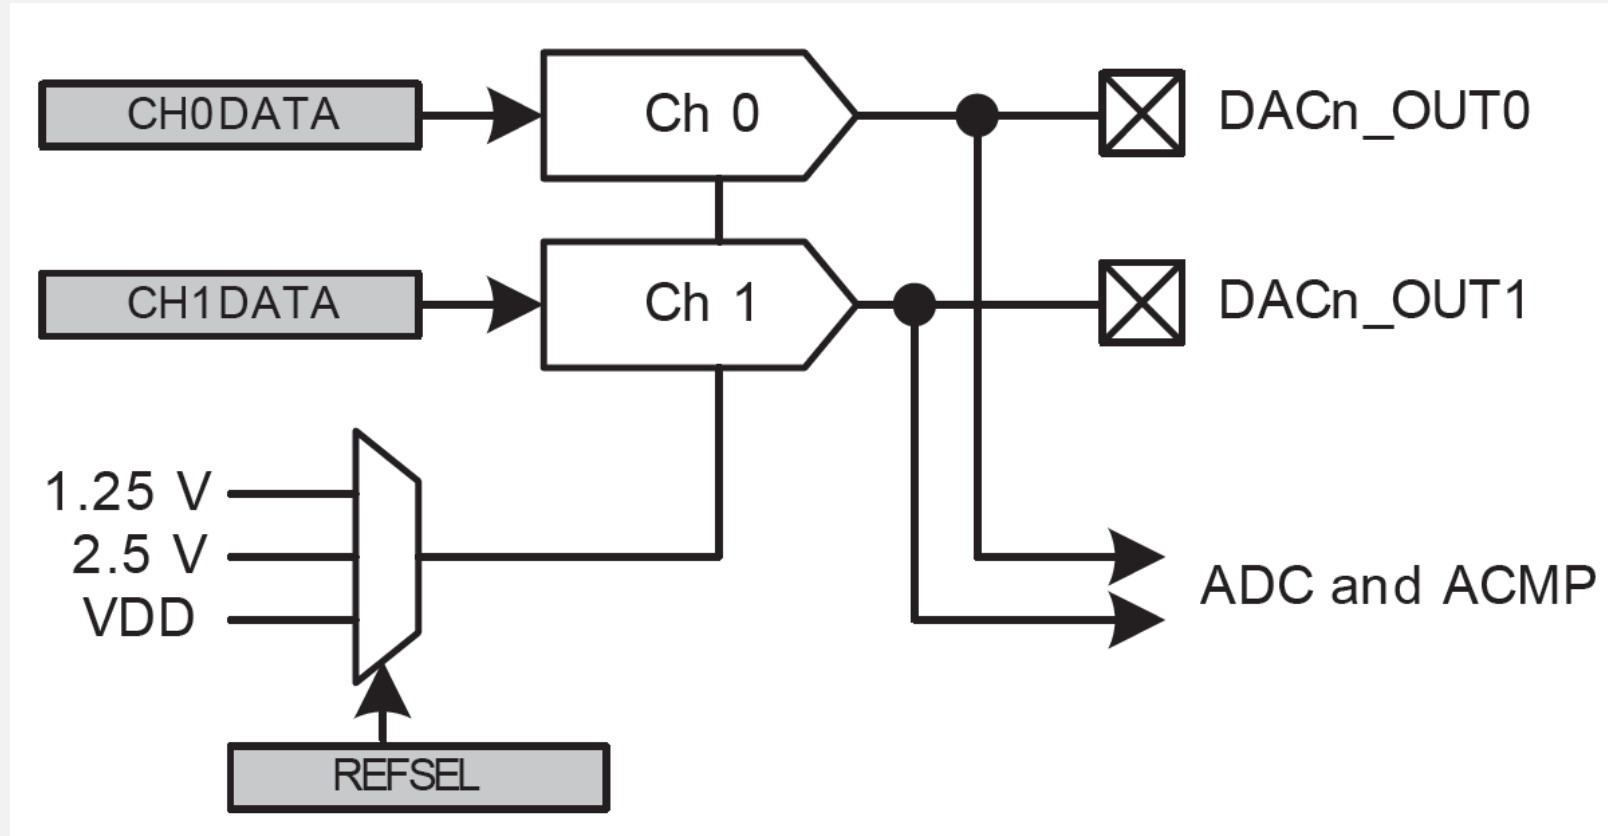 CH0DATA
Ch 0
DACn_OUT0
CH1DATA
Ch 1
DACn_OUT1
1.25 V
2.5 V
VDD
ADC and ACMP
REFSEL